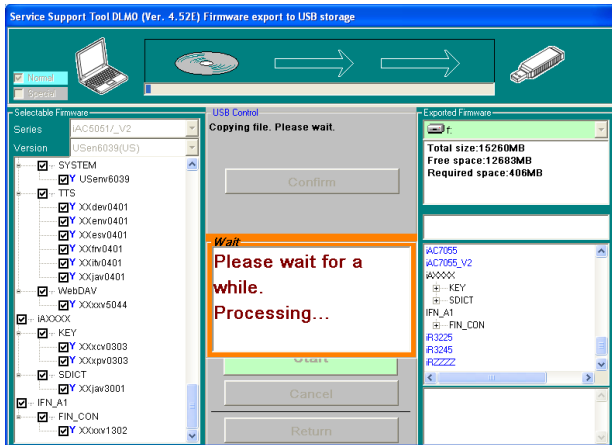 Service Support Tool DLM0 (Ver. 4.52E) Firmware export to USB storage
Normal
Special
Selectable Firmware
Series
iAC5051/_V2
Version
USen6039(US)
SYSTEM
Y USenv6039
TTS
Y XXdev0401
Y XXenv0401
Y XXesv0401
Y XXfrv0401
Y XXitv0401
Y XXjav0401
WebDAV
Y XXxxv5044
iAXXXX
KEY
Y XXxcv0303
Y XXxpv0303
SDICT
Y XXjav3001
IFN_A1
FIN_CON
Y XXxxv1302
USB Control
Copying file. Please wait.
Confirm
Wait
Please wait for a
while.
Processing...
Start
Cancel
Return
Exported Firmware
f:
Total size:15260MB
Free space:12683MB
Required space:406MB
iAC7055
iAC7055_V2
iAXXXX
KEY
SDICT
IFN_A1
FIN_CON
iR3225
iR3245
iRZZZZ